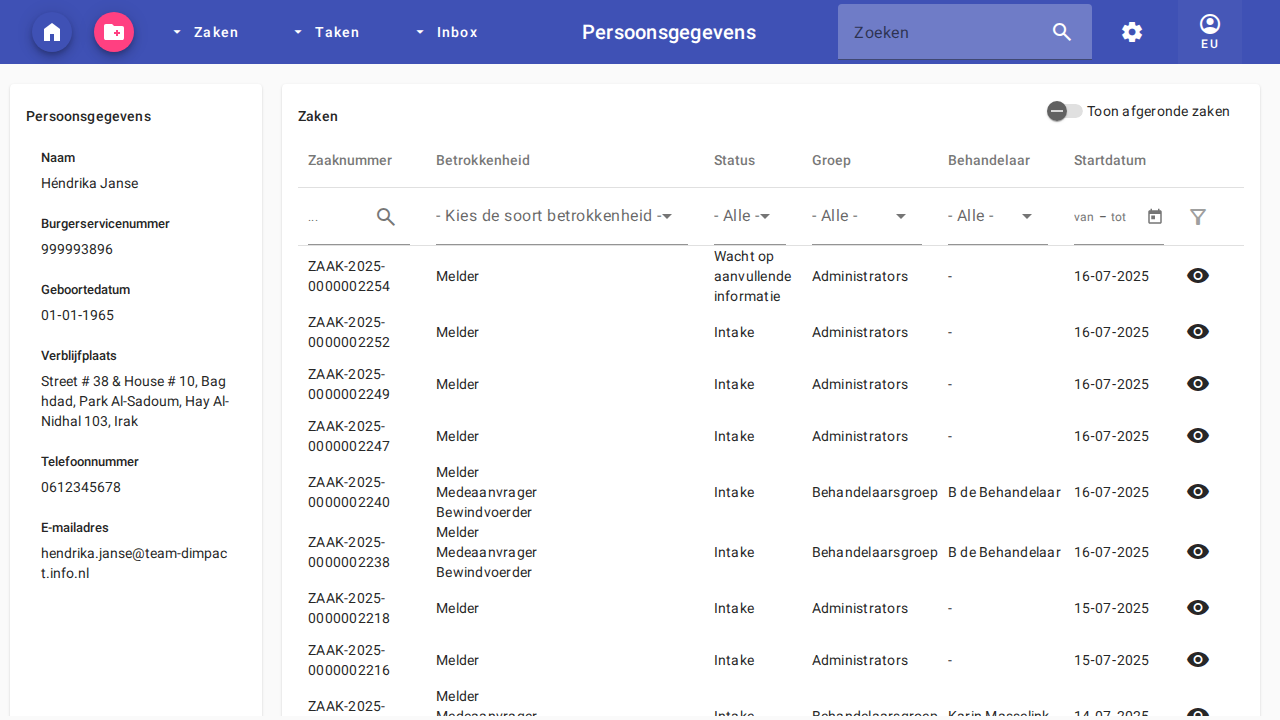 Zaken
Taken
Inbox
Persoonsgegevens
Zoeken
EU
Persoonsgegevens
Naam
Héndrika Janse
Burgerservicenummer
999993896
Geboortedatum
01-01-1965
Verblijfplaats
Street # 38 & House # 10, Bag
hdad, Park Al-Sadoum, Hay Al-
Nidhal 103, Irak
Telefoonnummer
0612345678
E-mailadres
hendrika.janse@team-dimpac
t.info.nl
Zaken
Toon afgeronde zaken
Zaaknummer Betrokkenheid Status Groep Behandelaar Startdatum
... - Kies de soort betrokkenheid - - Alle - - Alle - - Alle - van – tot
ZAAK-2025-
0000002254
Melder
Wacht op
aanvullende
informatie
Administrators
-
16-07-2025
ZAAK-2025-
0000002252
Melder
Intake
Administrators
-
16-07-2025
ZAAK-2025-
0000002249
Melder
Intake
Administrators
-
16-07-2025
ZAAK-2025-
0000002247
Melder
Intake
Administrators
-
16-07-2025
ZAAK-2025-
0000002240
Melder
Medeaanvrager
Bewindvoerder
Intake
Behandelaarsgroep
B de Behandelaar
16-07-2025
ZAAK-2025-
0000002238
Melder
Medeaanvrager
Bewindvoerder
Intake
Behandelaarsgroep
B de Behandelaar
16-07-2025
ZAAK-2025-
0000002218
Melder
Intake
Administrators
-
15-07-2025
ZAAK-2025-
0000002216
Melder
Intake
Administrators
-
15-07-2025
ZAAK-2025-
Melder
Medeaanvrager
Intake
Behandelaarsgroep
Karin Masselink
14-07-2025